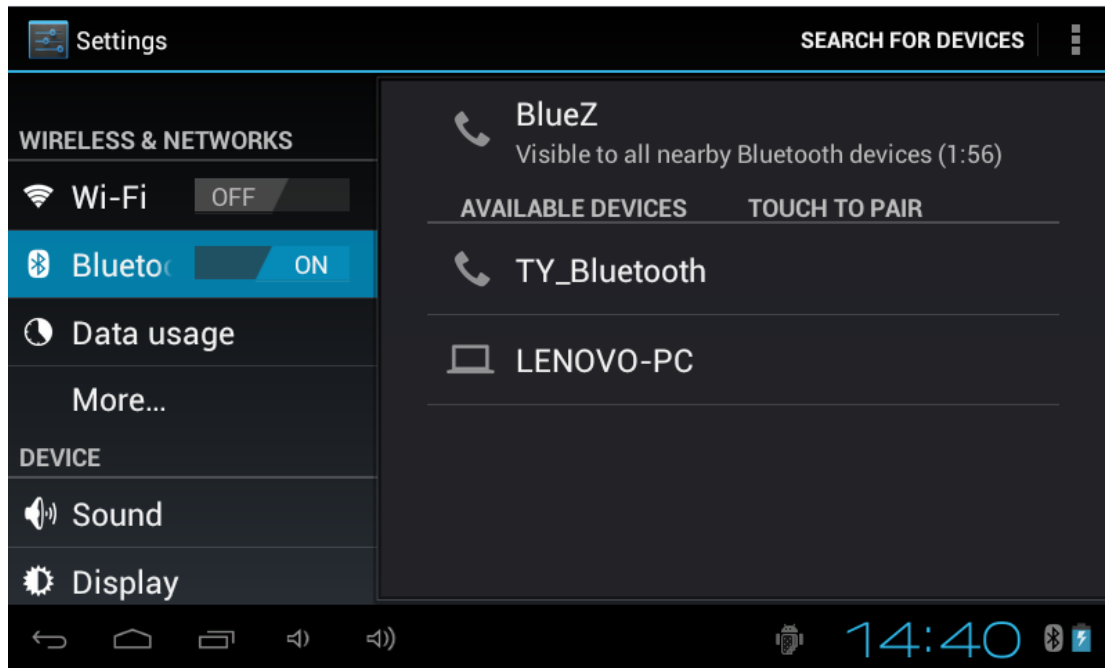 Settings
SEARCH FOR DEVICES
WIRELESS & NETWORKS
Wi-Fi OFF
Bluetoo ON
Data usage
More...
DEVICE
Sound
Display
BlueZ
Visible to all nearby Bluetooth devices (1:56)
AVAILABLE DEVICES TOUCH TO PAIR
TY_Bluetooth
LENOVO-PC
14:40